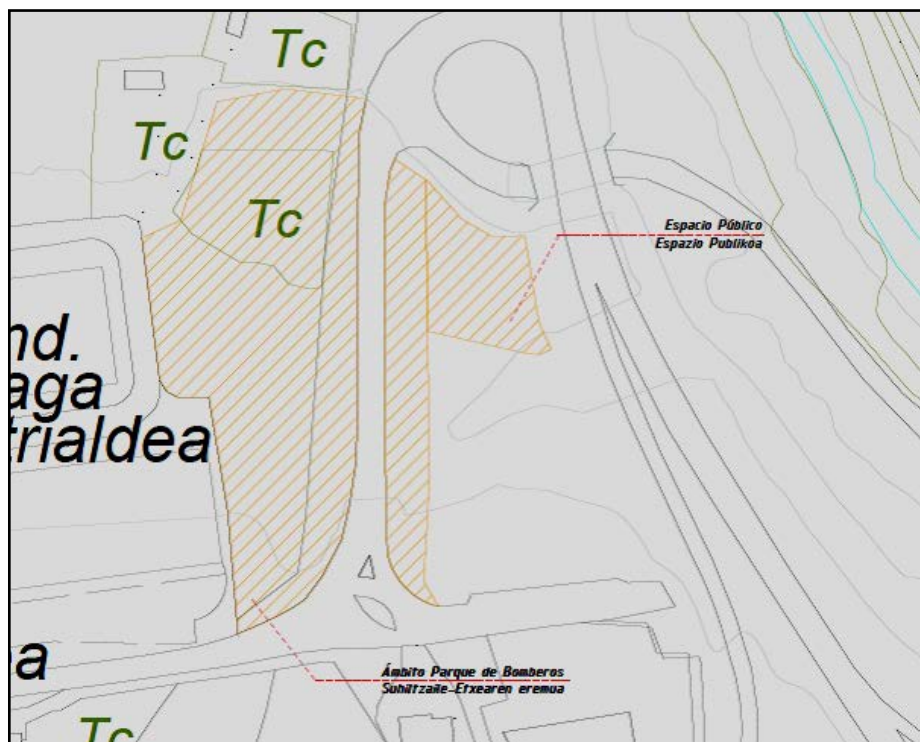 Tc
Tc
Tc
Espacio Público
Espazio Publikoa
nd.
aga
trialdea
Ámbito Parque de Bomberos
Suhiltzaile-Etxearen eremua
a
Tc